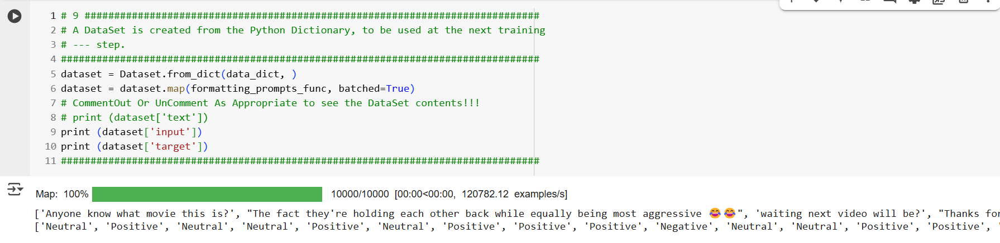 1 # 9 #############################################################################
2 # A DataSet is created from the Python Dictionary, to be used at the next training
3 # --- step.
4 #################################################################################
5 dataset = Dataset.from_dict(data_dict, )
6 dataset = dataset.map(formatting_prompts_func, batched=True)
7 # CommentOut Or UnComment As Appropriate to see the DataSet contents!!!
8 # print (dataset['text'])
9 print (dataset['input'])
10 print (dataset['target'])
11 #################################################################################
Map: 100% 10000/10000 [00:00<00:00, 120782.12 examples/s]
['Anyone know what movie this is?', "The fact they're holding each other back while equally being most aggressive 😂😂", 'waiting next video will be?', "Thanks for
['Neutral', 'Positive', 'Neutral', 'Neutral', 'Positive', 'Neutral', 'Positive', 'Positive', 'Positive', 'Negative', 'Neutral', 'Neutral', 'Positive', 'Positive', '